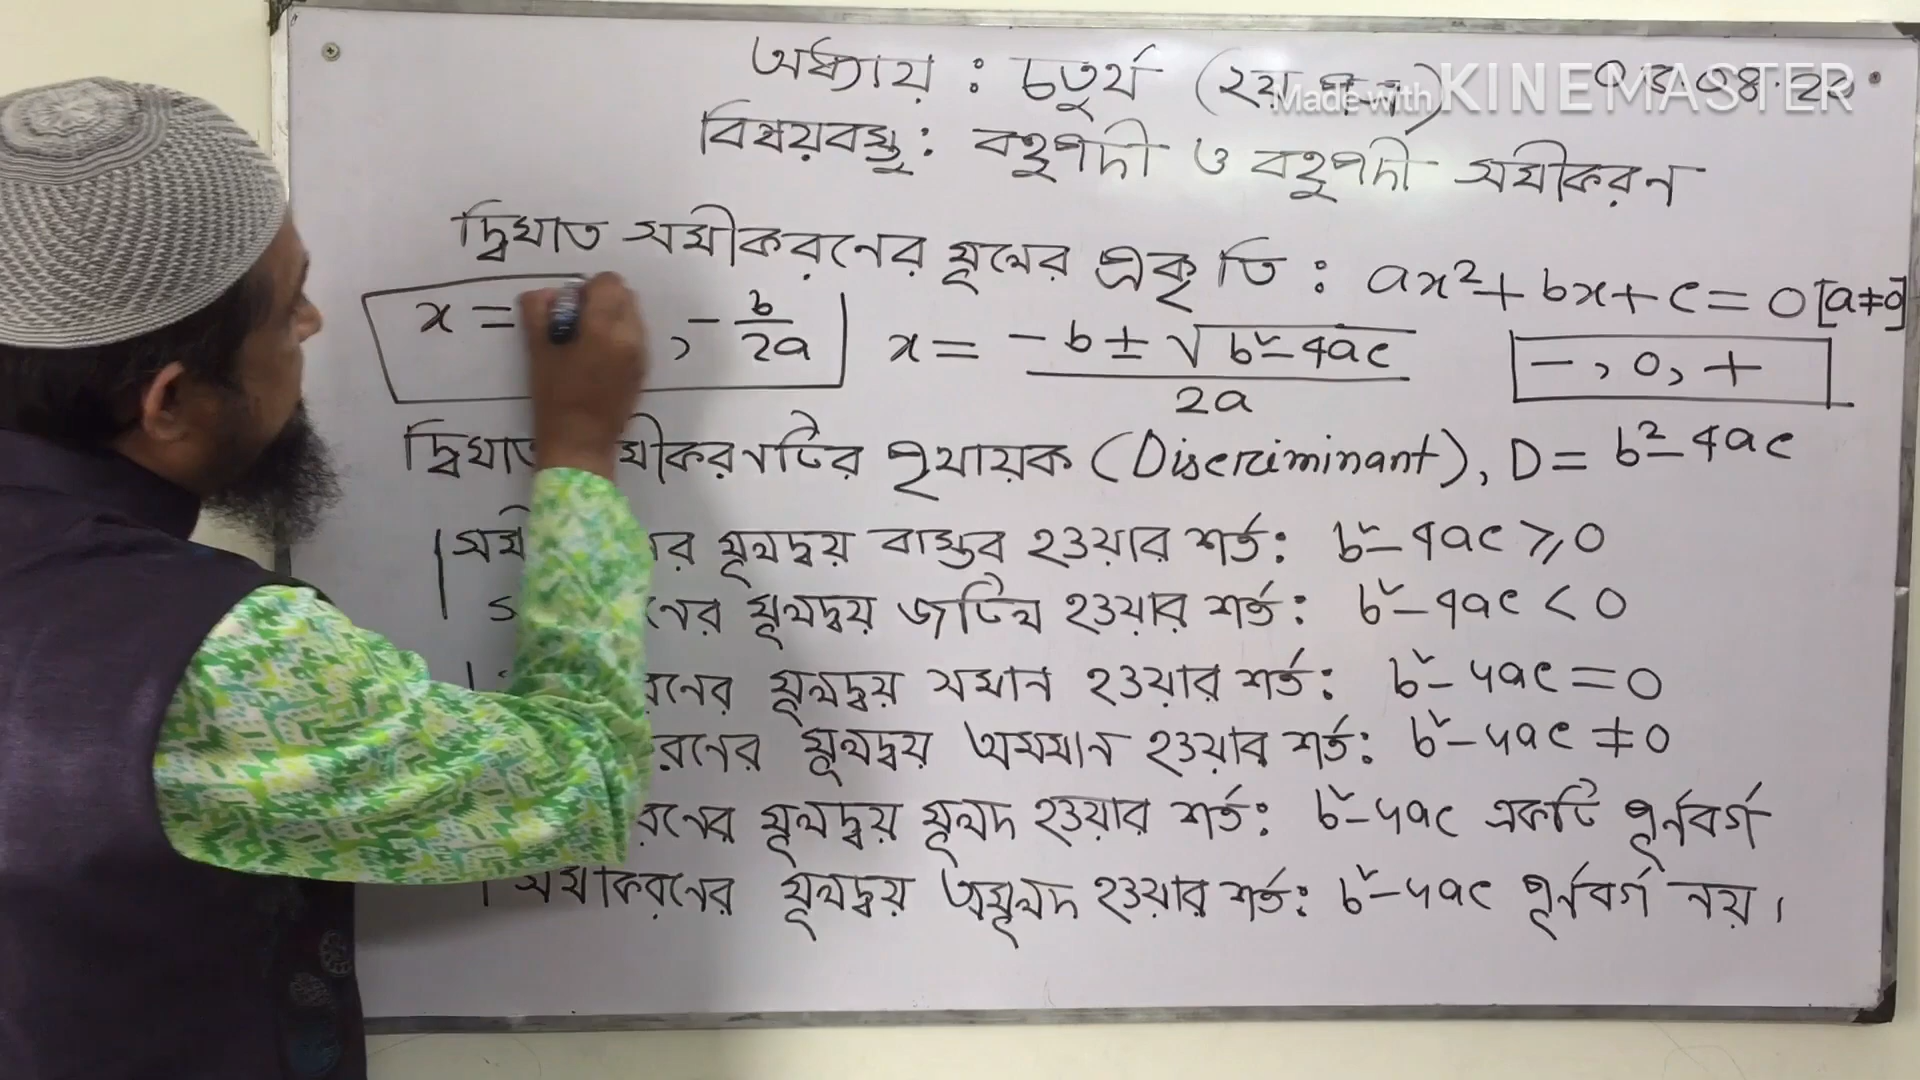 অধ্যায় : চতুর্থ (২য় পত্র)
Made with KINEMASTER
বিষয়বস্তু : বহুপদী ও বহুপদী সমীকরণ
দ্বিঘাত সমীকরণের মূলের প্রকৃতি : ax²+bx+c=0 [a≠0]
x= , -b/2a x = -b ± √b²-4ac / 2a -, 0, +
সমীকরণটির পৃথায়ক (Discriminant), D = b²-4ac
মূলদ্বয় বাস্তব হওয়ার শর্ত : b²-4ac ≥ 0
মূলদ্বয় জটিল হওয়ার শর্ত : b²-4ac < 0
মূলদ্বয় সমান হওয়ার শর্ত : b²-4ac = 0
মূলদ্বয় অসমান হওয়ার শর্ত : b²-4ac ≠ 0
মূলদ্বয় মূলদ হওয়ার শর্ত : b²-4ac একটি পূর্ণবর্গ
সমীকরণের মূলদ্বয় অমূলদ হওয়ার শর্ত : b²-4ac পূর্ণবর্গ নয়।